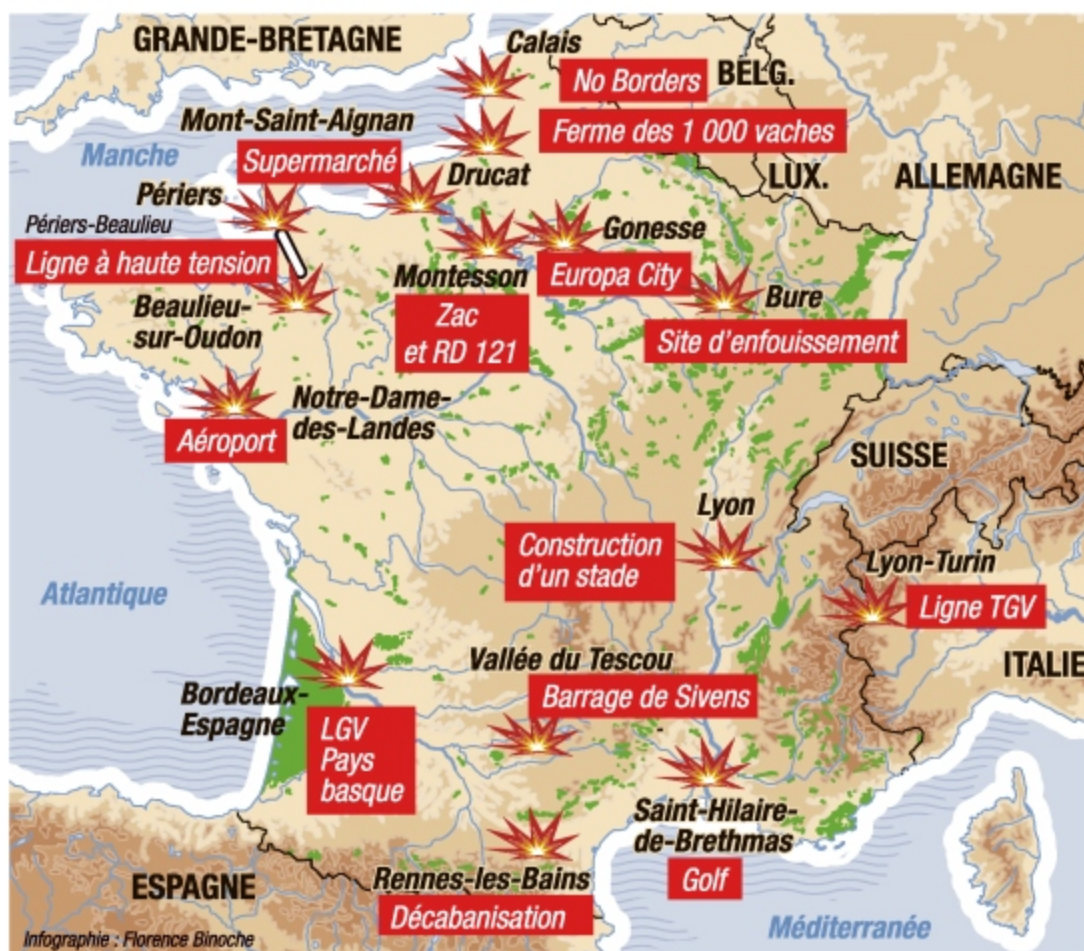 GRANDE-BRETAGNE
Calais
No Borders
BELG.
Mont-Saint-Aignan
Ferme des 1 000 vaches
Manche
Supermarché
Drucat
LUX.
ALLEMAGNE
Périers
Périers-Beaulieu
Ligne à haute tension
Gonesse
Europa City
Montesson
Zac
et RD 121
Bure
Site d'enfouissement
Beaulieu-
sur-Oudon
Notre-Dame-
des-Landes
Aéroport
SUISSE
Lyon
Construction
d'un stade
Lyon-Turin
Ligne TGV
Atlantique
ITALIE
Vallée du Tescou
Barrage de Sivens
Bordeaux-
Espagne
LGV
Pays
basque
Saint-Hilaire-
de-Brethmas
Golf
Rennes-les-Bains
Décabanisation
ESPAGNE
Méditerranée
Infographie : Florence Binoche